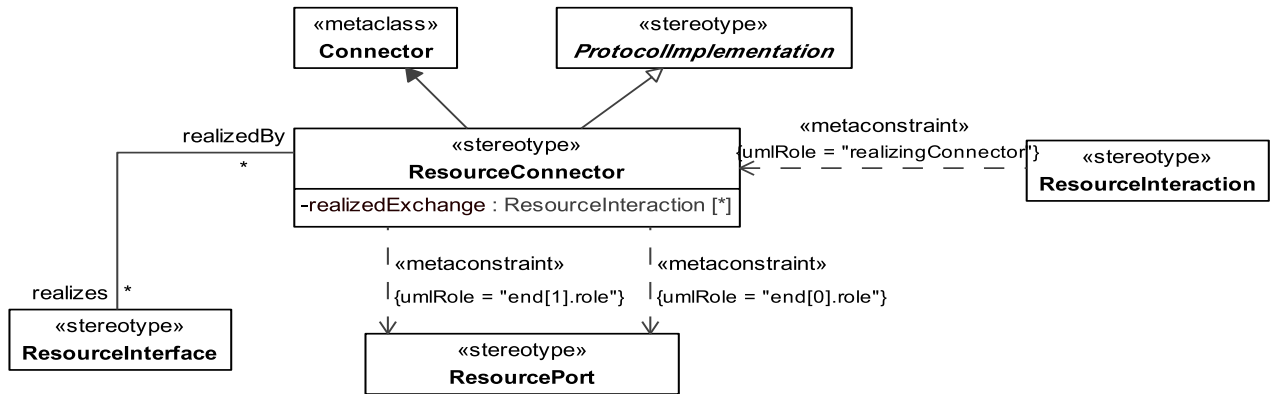 «metaclass»
Connector
«stereotype»
ProtocolImplementation
realizedBy
*
«stereotype»
ResourceConnector
-realizedExchange : ResourceInteraction [*]
«metaconstraint»
{umlRole = "realizingConnector"}
«stereotype»
ResourceInteraction
«metaconstraint»
{umlRole = "end[1].role"}
«metaconstraint»
{umlRole = "end[0].role"}
realizes
*
«stereotype»
ResourceInterface
«stereotype»
ResourcePort